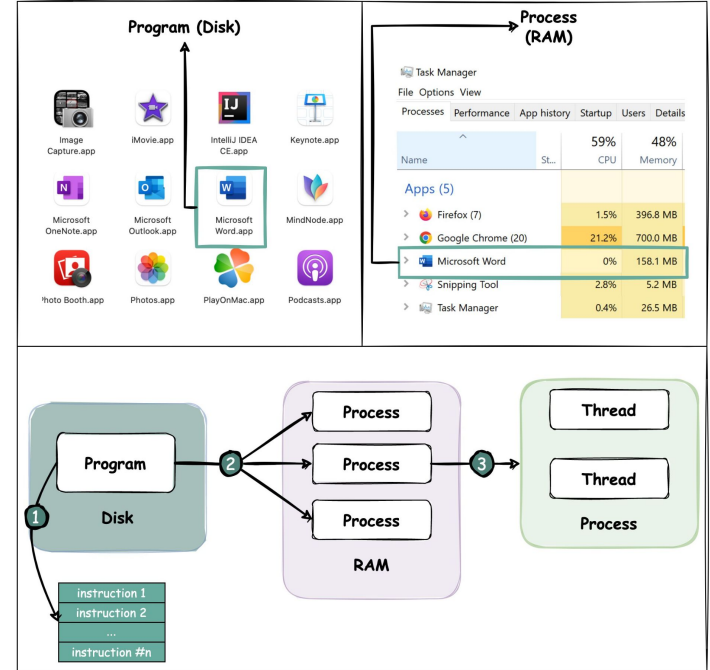 Program (Disk)
Image
Capture.app
iMovie.app
IJ
IntelliJ IDEA
CE.app
Keynote.app
N
Microsoft
OneNote.app
O
Microsoft
Outlook.app
W
Microsoft
Word.app
MindNode.app
Photo Booth.app
Photos.app
PlayOnMac.app
Podcasts.app
Process
(RAM)
Task Manager
File Options View
Processes Performance App history Startup Users Details
59% 48%
Name St... CPU Memory
Apps (5)
Firefox (7) 1.5% 396.8 MB
Google Chrome (20) 21.2% 700.0 MB
Microsoft Word 0% 158.1 MB
Snipping Tool 2.8% 5.2 MB
Task Manager 0.4% 26.5 MB
Program
Disk
1
instruction 1
instruction 2
...
instruction #n
2
Process
Process
Process
RAM
3
Thread
Thread
Process